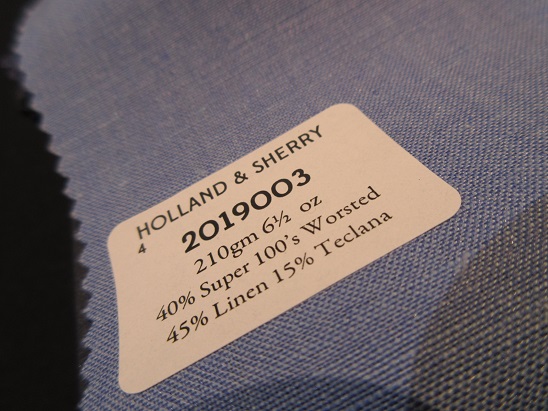 HOLLAND & SHERRY
4
2019003
210gm 6½ oz
40% Super 100's Worsted
45% Linen 15% Teclana